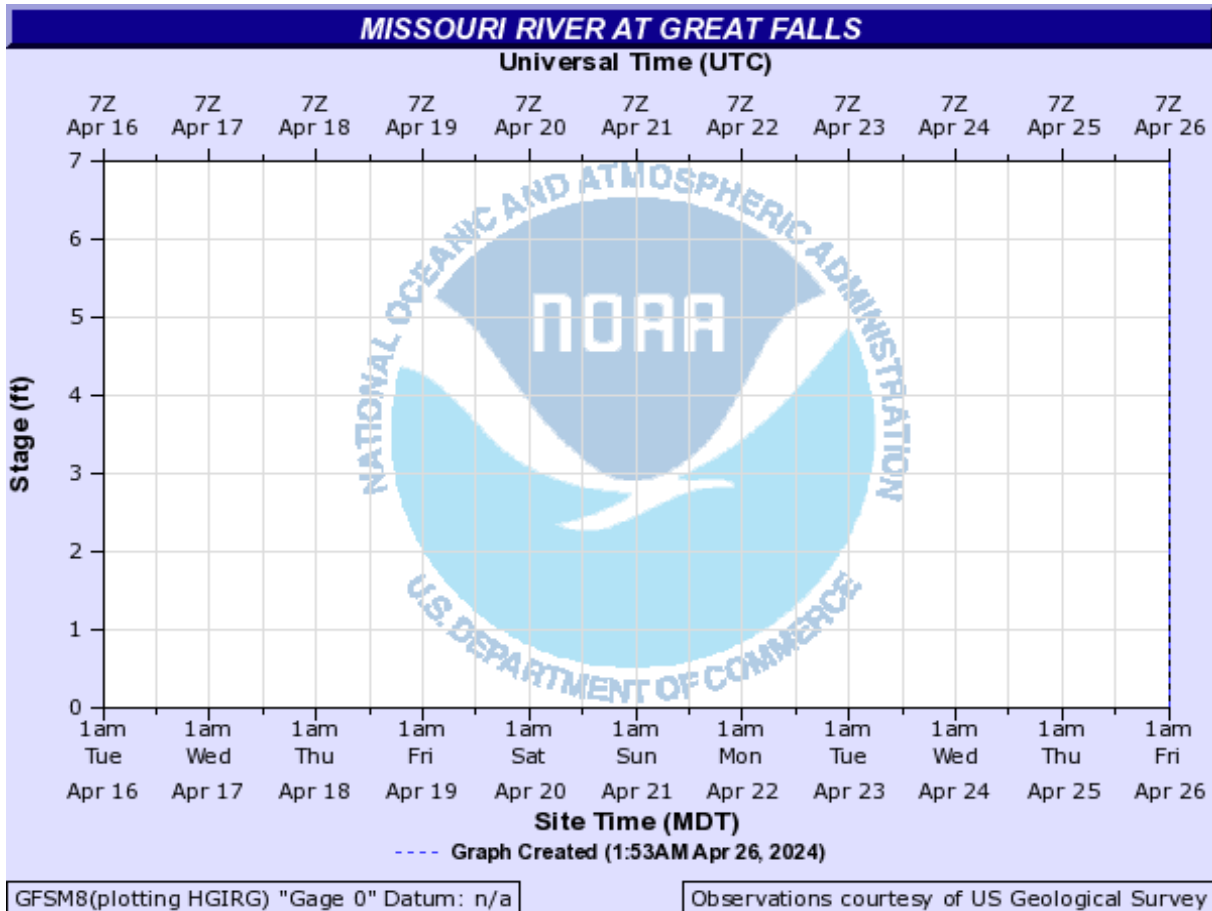 MISSOURI RIVER AT GREAT FALLS
Universal Time (UTC)
7Z 7Z 7Z 7Z 7Z 7Z 7Z 7Z 7Z 7Z 7Z
Apr 16 Apr 17 Apr 18 Apr 19 Apr 20 Apr 21 Apr 22 Apr 23 Apr 24 Apr 25 Apr 26
7
6
5
4
3
2
1
0
Stage (ft)
NATIONAL OCEANIC AND ATMOSPHERIC ADMINISTRATION
NOAA
U.S. DEPARTMENT OF COMMERCE
1am 1am 1am 1am 1am 1am 1am 1am 1am 1am 1am
Tue Wed Thu Fri Sat Sun Mon Tue Wed Thu Fri
Apr 16 Apr 17 Apr 18 Apr 19 Apr 20 Apr 21 Apr 22 Apr 23 Apr 24 Apr 25 Apr 26
Site Time (MDT)
---- Graph Created (1:53AM Apr 26, 2024)
GFSM8(plotting HGIRG) "Gage 0" Datum: n/a
Observations courtesy of US Geological Survey